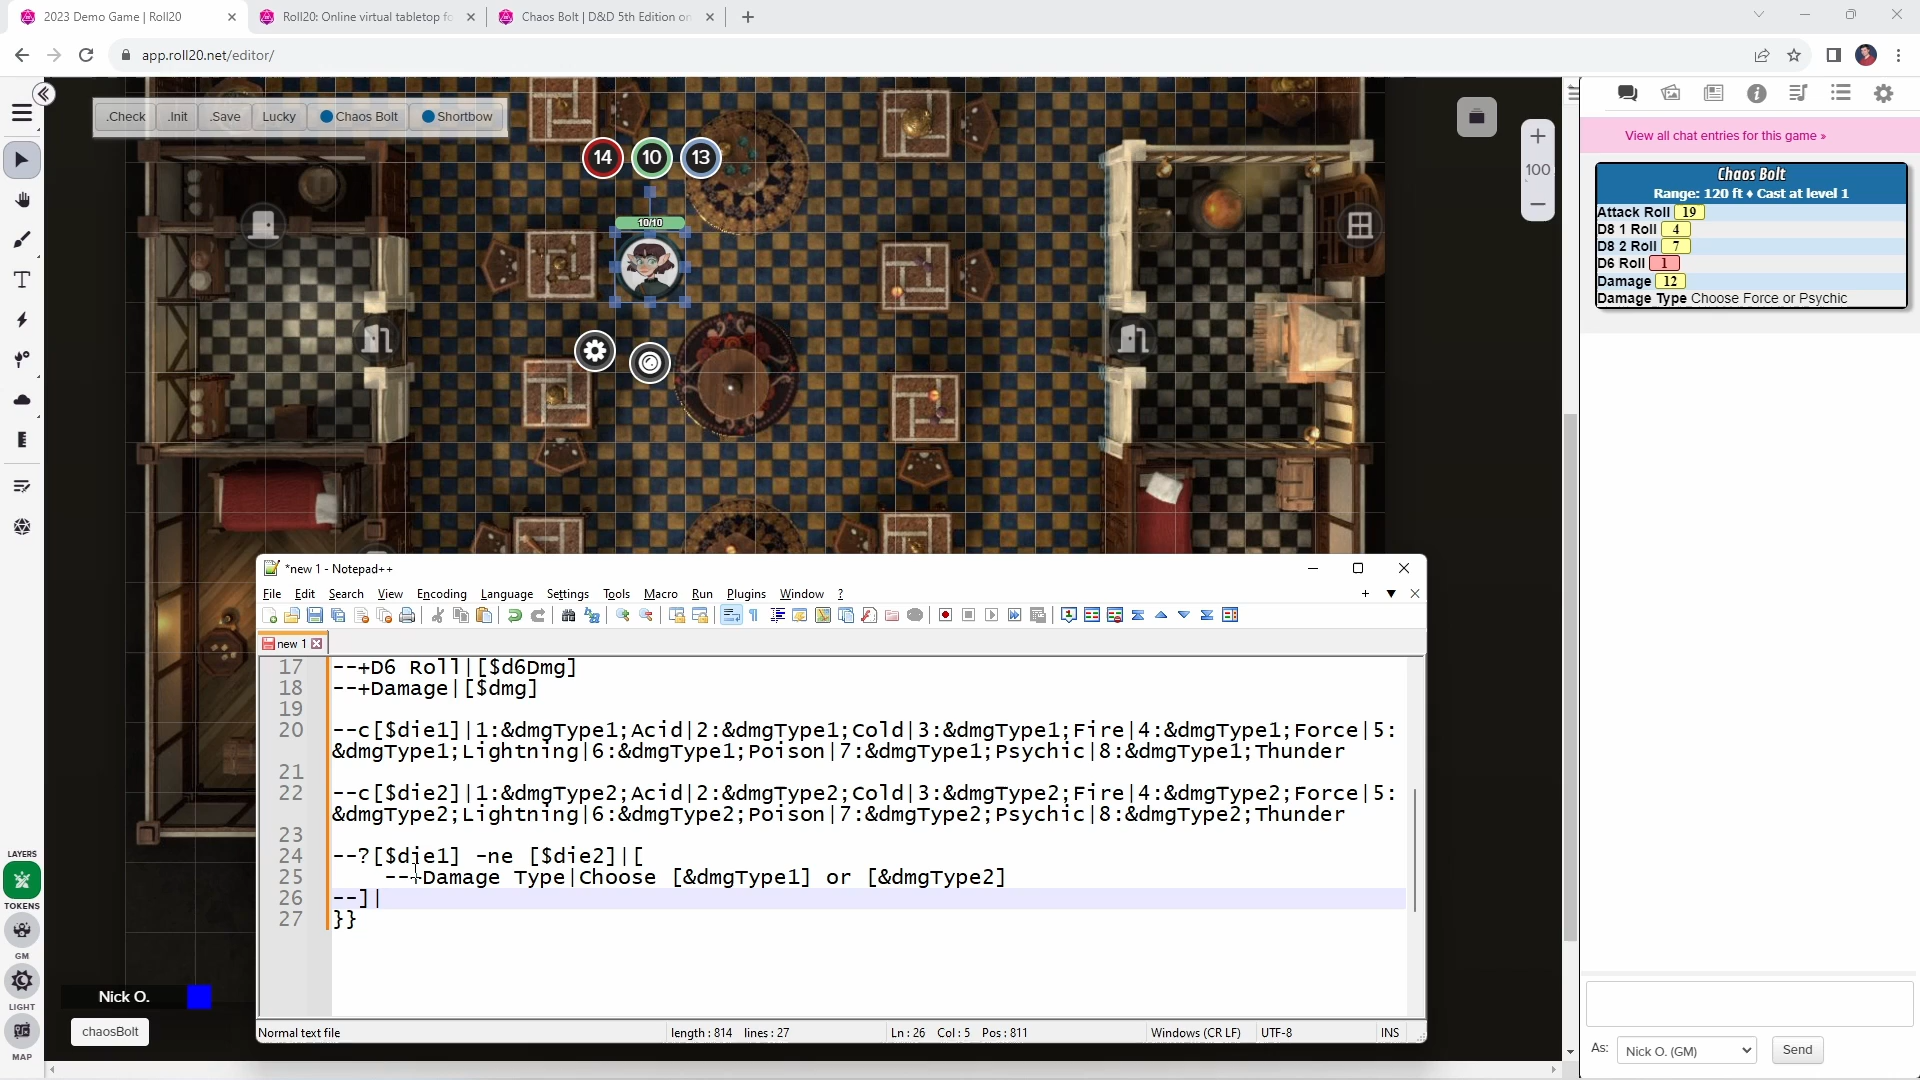 2023 Demo Game | Roll20
Roll20: Online virtual tabletop fo
Chaos Bolt | D&D 5th Edition on
app.roll20.net/editor/
.Check
.Init
.Save
Lucky
Chaos Bolt
Shortbow
14
10
13
10/10
100
View all chat entries for this game »
Chaos Bolt
Range: 120 ft ♦ Cast at level 1
Attack Roll 19
D8 1 Roll 4
D8 2 Roll 7
D6 Roll 1
Damage 12
Damage Type Choose Force or Psychic
*new 1 - Notepad++
File Edit Search View Encoding Language Settings Tools Macro Run Plugins Window ?
new 1
17 --+D6 Roll|[$d6Dmg]
18 --+Damage|[$dmg]
19
20 --c[$die1]|1:&dmgType1;Acid|2:&dmgType1;Cold|3:&dmgType1;Fire|4:&dmgType1;Force|5:
&dmgType1;Lightning|6:&dmgType1;Poison|7:&dmgType1;Psychic|8:&dmgType1;Thunder
21
22 --c[$die2]|1:&dmgType2;Acid|2:&dmgType2;Cold|3:&dmgType2;Fire|4:&dmgType2;Force|5:
&dmgType2;Lightning|6:&dmgType2;Poison|7:&dmgType2;Psychic|8:&dmgType2;Thunder
23
24 --?[$die1] -ne [$die2]|[
25 --+Damage Type|Choose [&dmgType1] or [&dmgType2]
26 --]|
27 }}
Normal text file
length : 814 lines : 27
Ln : 26 Col : 5 Pos : 811
Windows (CR LF)
UTF-8
INS
LAYERS
TOKENS
GM
LIGHT
MAP
Nick O.
chaosBolt
As:
Nick O. (GM)
Send